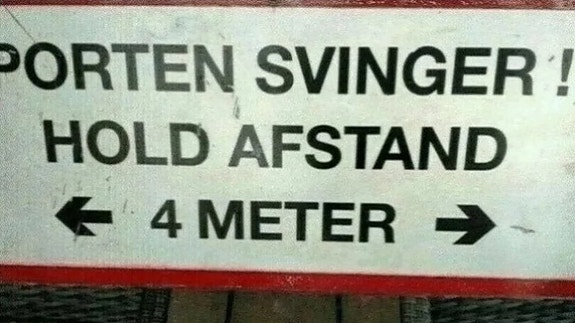 PORTEN SVINGER !
HOLD AFSTAND
← 4 METER →